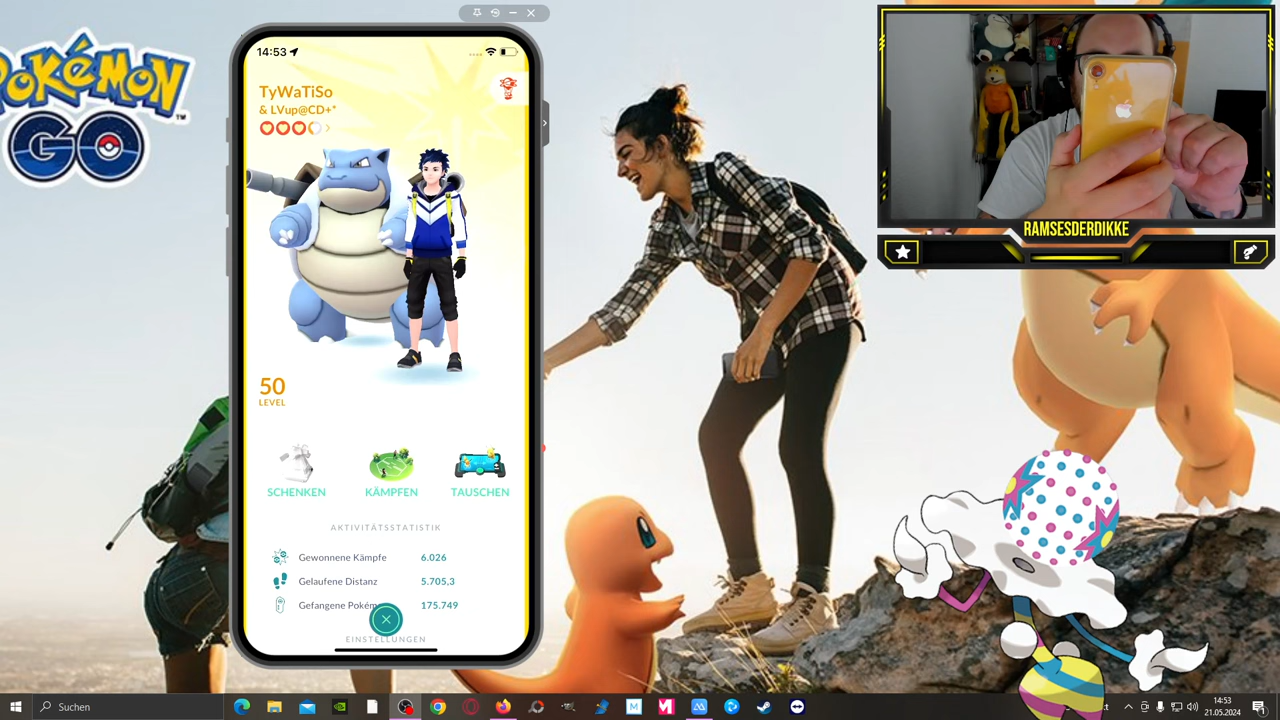 POKÉMON
GO
TM
14:53
TyWaTiSo
& LVup@CD+*
50
LEVEL
SCHENKEN
KÄMPFEN
TAUSCHEN
AKTIVITÄTSSTATISTIK
Gewonnene Kämpfe 6.026
Gelaufene Distanz 5.705,3
Gefangene Pokém 175.749
EINSTELLUNGEN
RAMSESDERDIKKE
Suchen
14:53
21.05.2024